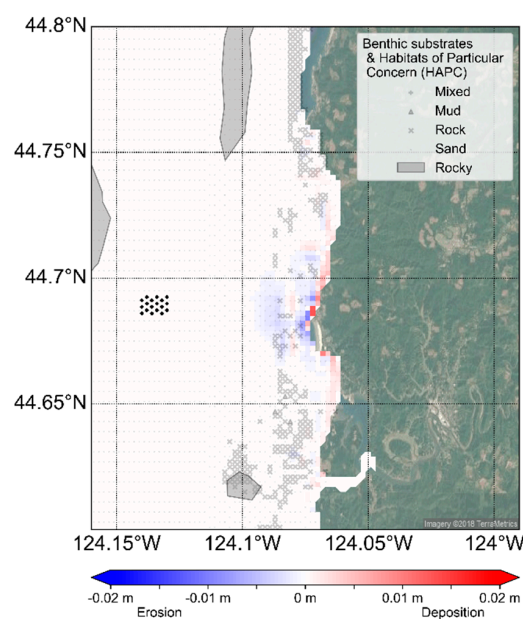 44.8°N
44.75°N
44.7°N
44.65°N
Benthic substrates
& Habitats of Particular
Concern (HAPC)
Mixed
Mud
Rock
Sand
Rocky
Imagery ©2018 TerraMetrics
124.15°W
124.1°W
124.05°W
124°W
-0.02 m
-0.01 m
0 m
0.01 m
0.02 m
Erosion
Deposition